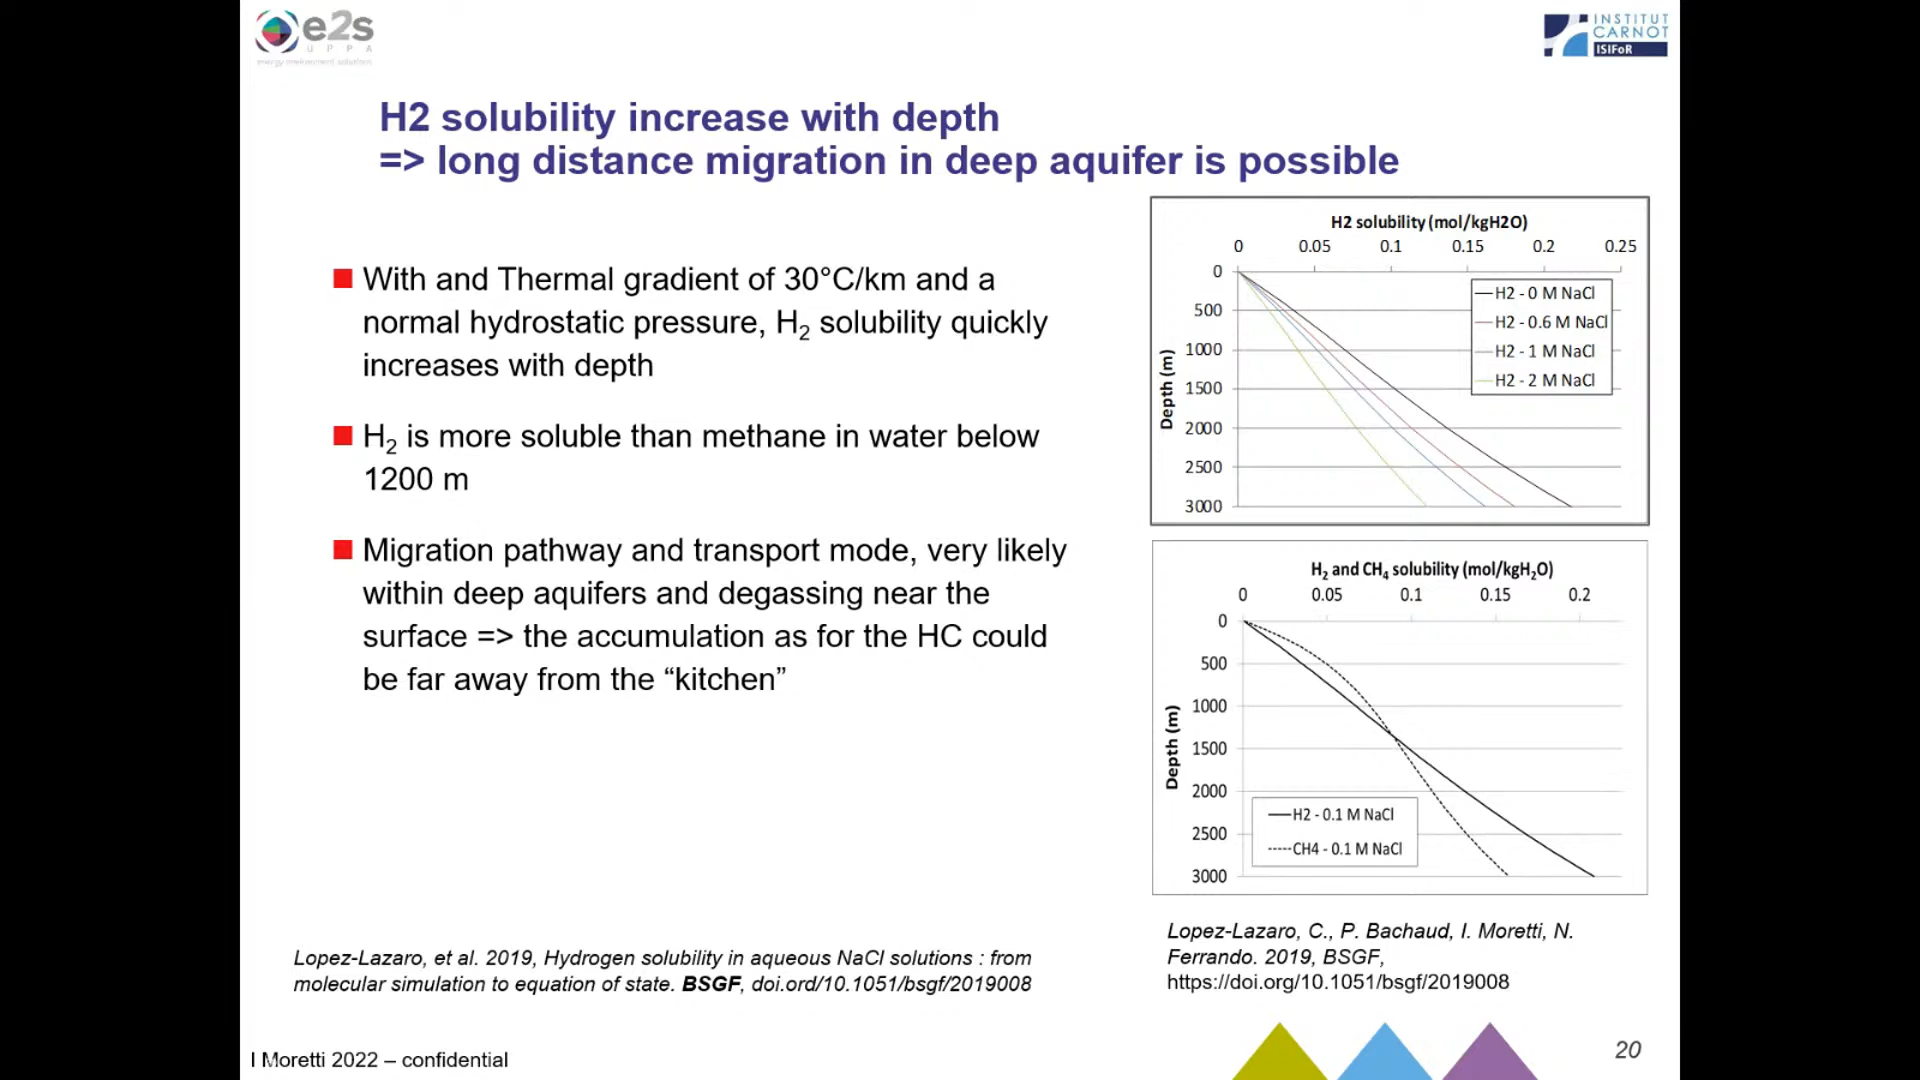 e2s
UPPA
INSTITUT
CARNOT
ISIFoR
H2 solubility increase with depth
=> long distance migration in deep aquifer is possible
With and Thermal gradient of 30°C/km and a
normal hydrostatic pressure, H2 solubility quickly
increases with depth
H2 is more soluble than methane in water below
1200 m
Migration pathway and transport mode, very likely
within deep aquifers and degassing near the
surface => the accumulation as for the HC could
be far away from the “kitchen”
H2 solubility (mol/kgH2O)
0 0.05 0.1 0.15 0.2 0.25
Depth (m)
0
500
1000
1500
2000
2500
3000
H2 - 0 M NaCl
H2 - 0.6 M NaCl
H2 - 1 M NaCl
H2 - 2 M NaCl
H2 and CH4 solubility (mol/kgH2O)
0 0.05 0.1 0.15 0.2
Depth (m)
0
500
1000
1500
2000
2500
3000
H2 - 0.1 M NaCl
CH4 - 0.1 M NaCl
Lopez-Lazaro, et al. 2019, Hydrogen solubility in aqueous NaCl solutions : from
molecular simulation to equation of state. BSGF, doi.ord/10.1051/bsgf/2019008
Lopez-Lazaro, C., P. Bachaud, I. Moretti, N.
Ferrando. 2019, BSGF,
https://doi.org/10.1051/bsgf/2019008
I Moretti 2022 – confidential
20